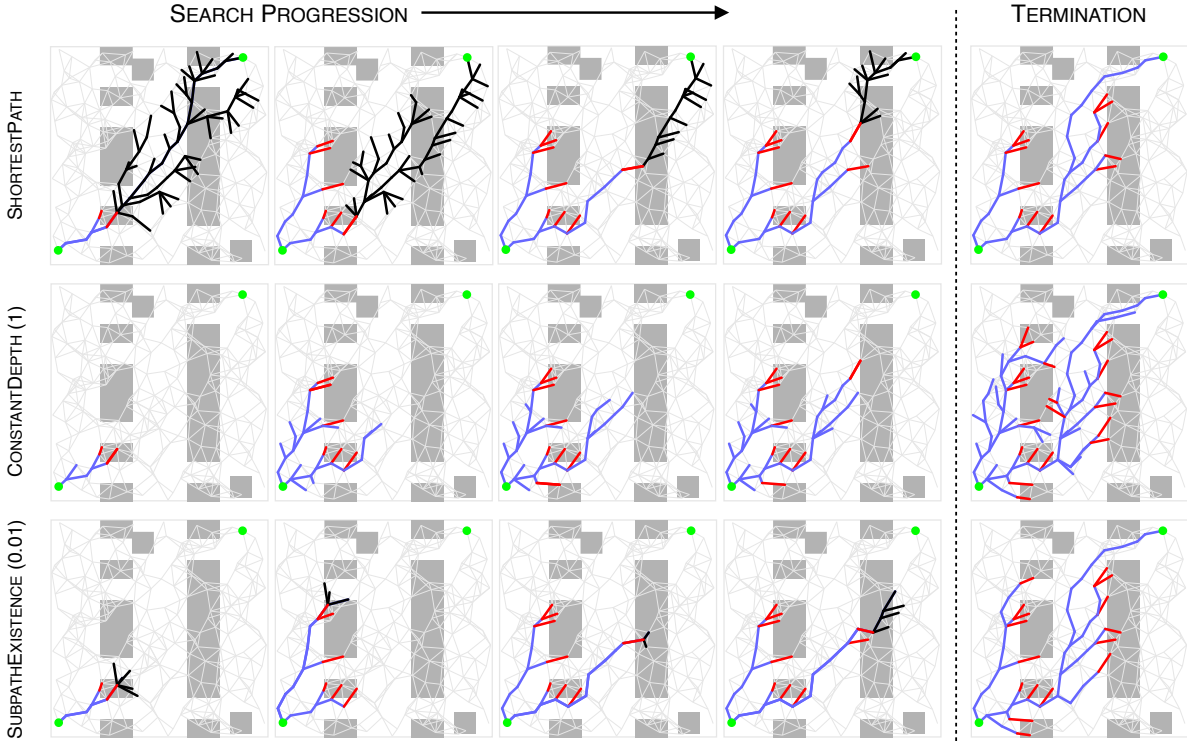 SEARCH PROGRESSION
TERMINATION
SHORTESTPATH
CONSTANTDEPTH (1)
SUBPATHEXISTENCE (0.01)